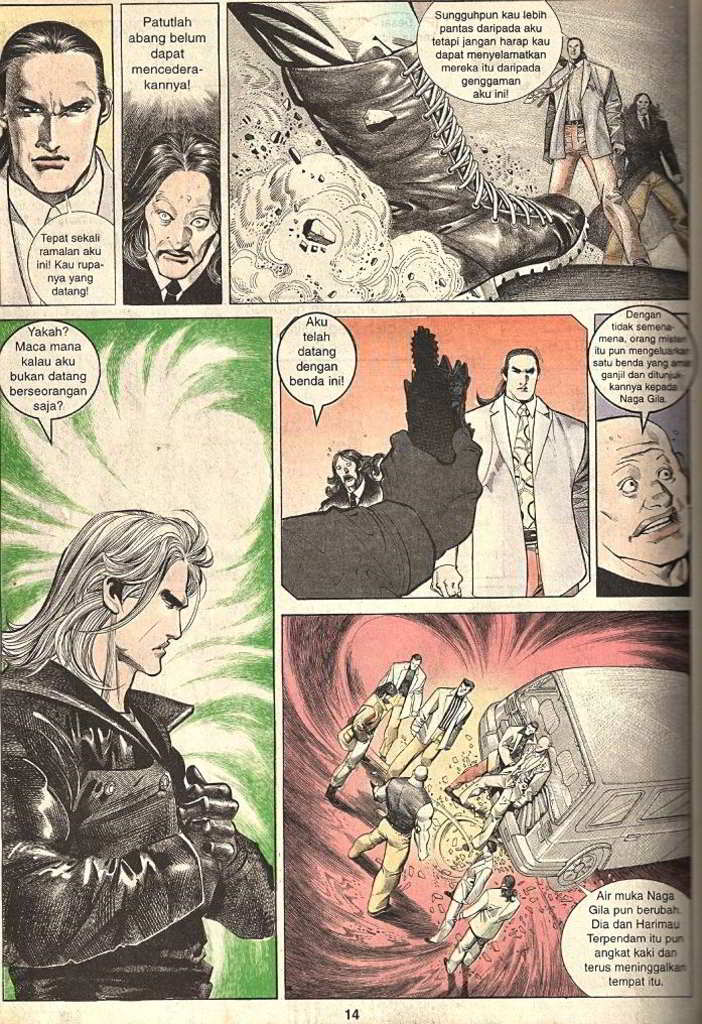 Patutlah
abang belum
dapat
mencedera-
kannya!
Tepat sekali
ramalan aku
ini! Kau rupa-
nya yang
datang!
Sungguhpun kau lebih
pantas daripada aku
tetapi jangan harap kau
dapat menyelamatkan
mereka itu daripada
genggaman
aku ini!
Yakah?
Maca mana
kalau aku
bukan datang
berseorangan
saja?
Aku
telah
datang
dengan
benda ini!
Dengan
tidak semena-
mena, orang misteri
itu pun mengeluarkan
satu benda yang amat
ganjil dan ditunjuk-
kannya kepada
Naga Gila.
Air muka Naga
Gila pun berubah.
Dia dan Harimau
Terpendam itu pun
angkat kaki dan
terus meninggalkan
tempat itu.
14